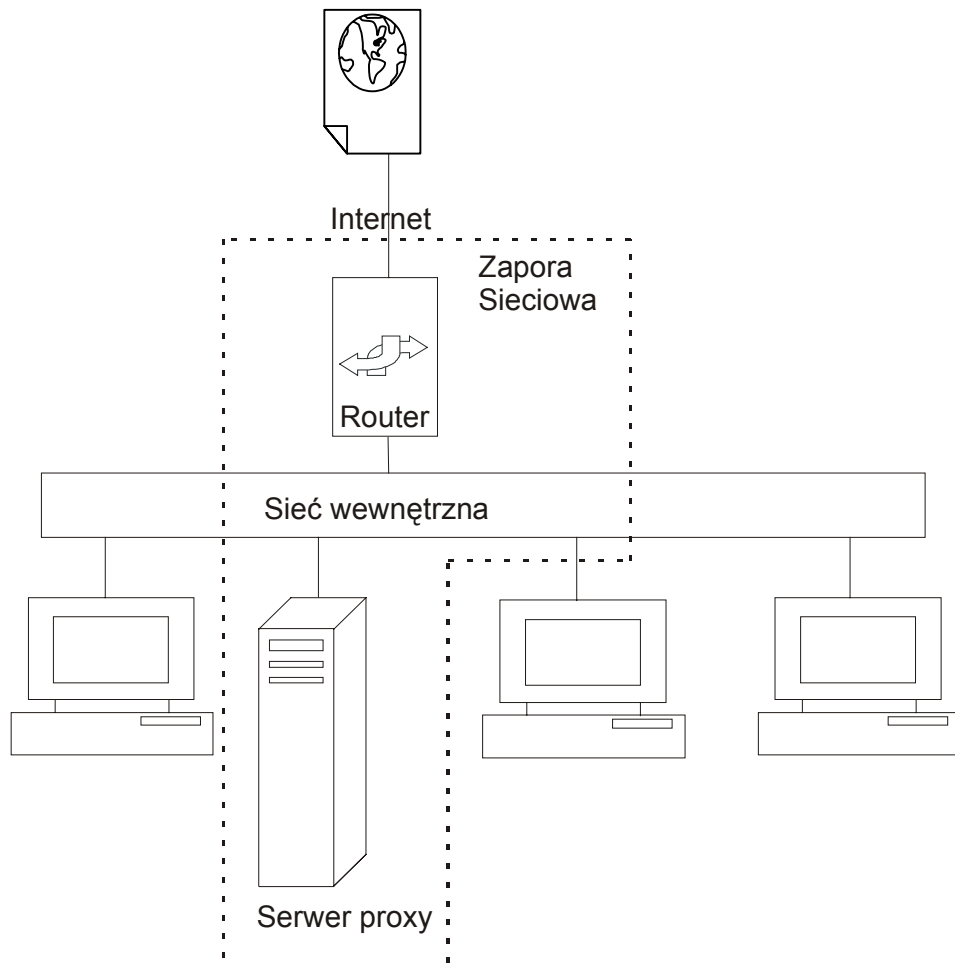 Internet
Zapora
Sieciowa
Router
Sieć wewnętrzna
Serwer proxy